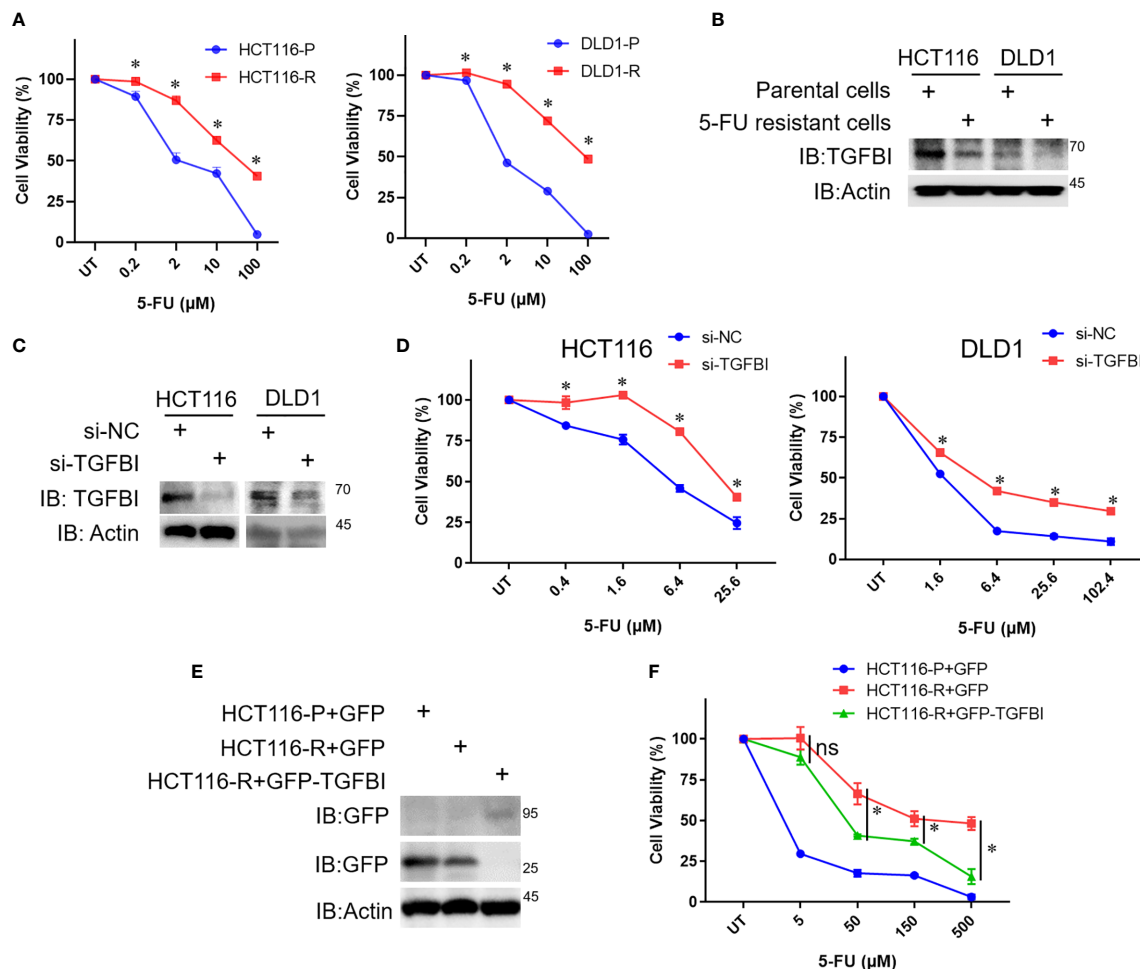 A
HCT116-P
HCT116-R
Cell Viability (%)
100
75
50
25
0
* * * *
UT 0.2 2 10 100
5-FU (µM)
DLD1-P
DLD1-R
Cell Viability (%)
100
75
50
25
0
* * * *
UT 0.2 2 10 100
5-FU (µM)
B
HCT116 DLD1
Parental cells + +
5-FU resistant cells + +
IB:TGFBI 70
IB:Actin 45
C
HCT116 DLD1
si-NC + +
si-TGFBI + +
IB: TGFBI 70
IB: Actin 45
D
HCT116
si-NC
si-TGFBI
Cell Viability (%)
100
75
50
25
0
* * * *
UT 0.4 1.6 6.4 25.6
5-FU (µM)
DLD1
si-NC
si-TGFBI
Cell Viability (%)
100
75
50
25
0
* * * *
UT 1.6 6.4 25.6 102.4
5-FU (µM)
E
HCT116-P+GFP +
HCT116-R+GFP +
HCT116-R+GFP-TGFBI +
IB:GFP 95
IB:GFP 25
IB:Actin 45
F
HCT116-P+GFP
HCT116-R+GFP
HCT116-R+GFP-TGFBI
Cell Viability (%)
100
75
50
25
0
ns * * *
UT 5 50 150 500
5-FU (µM)